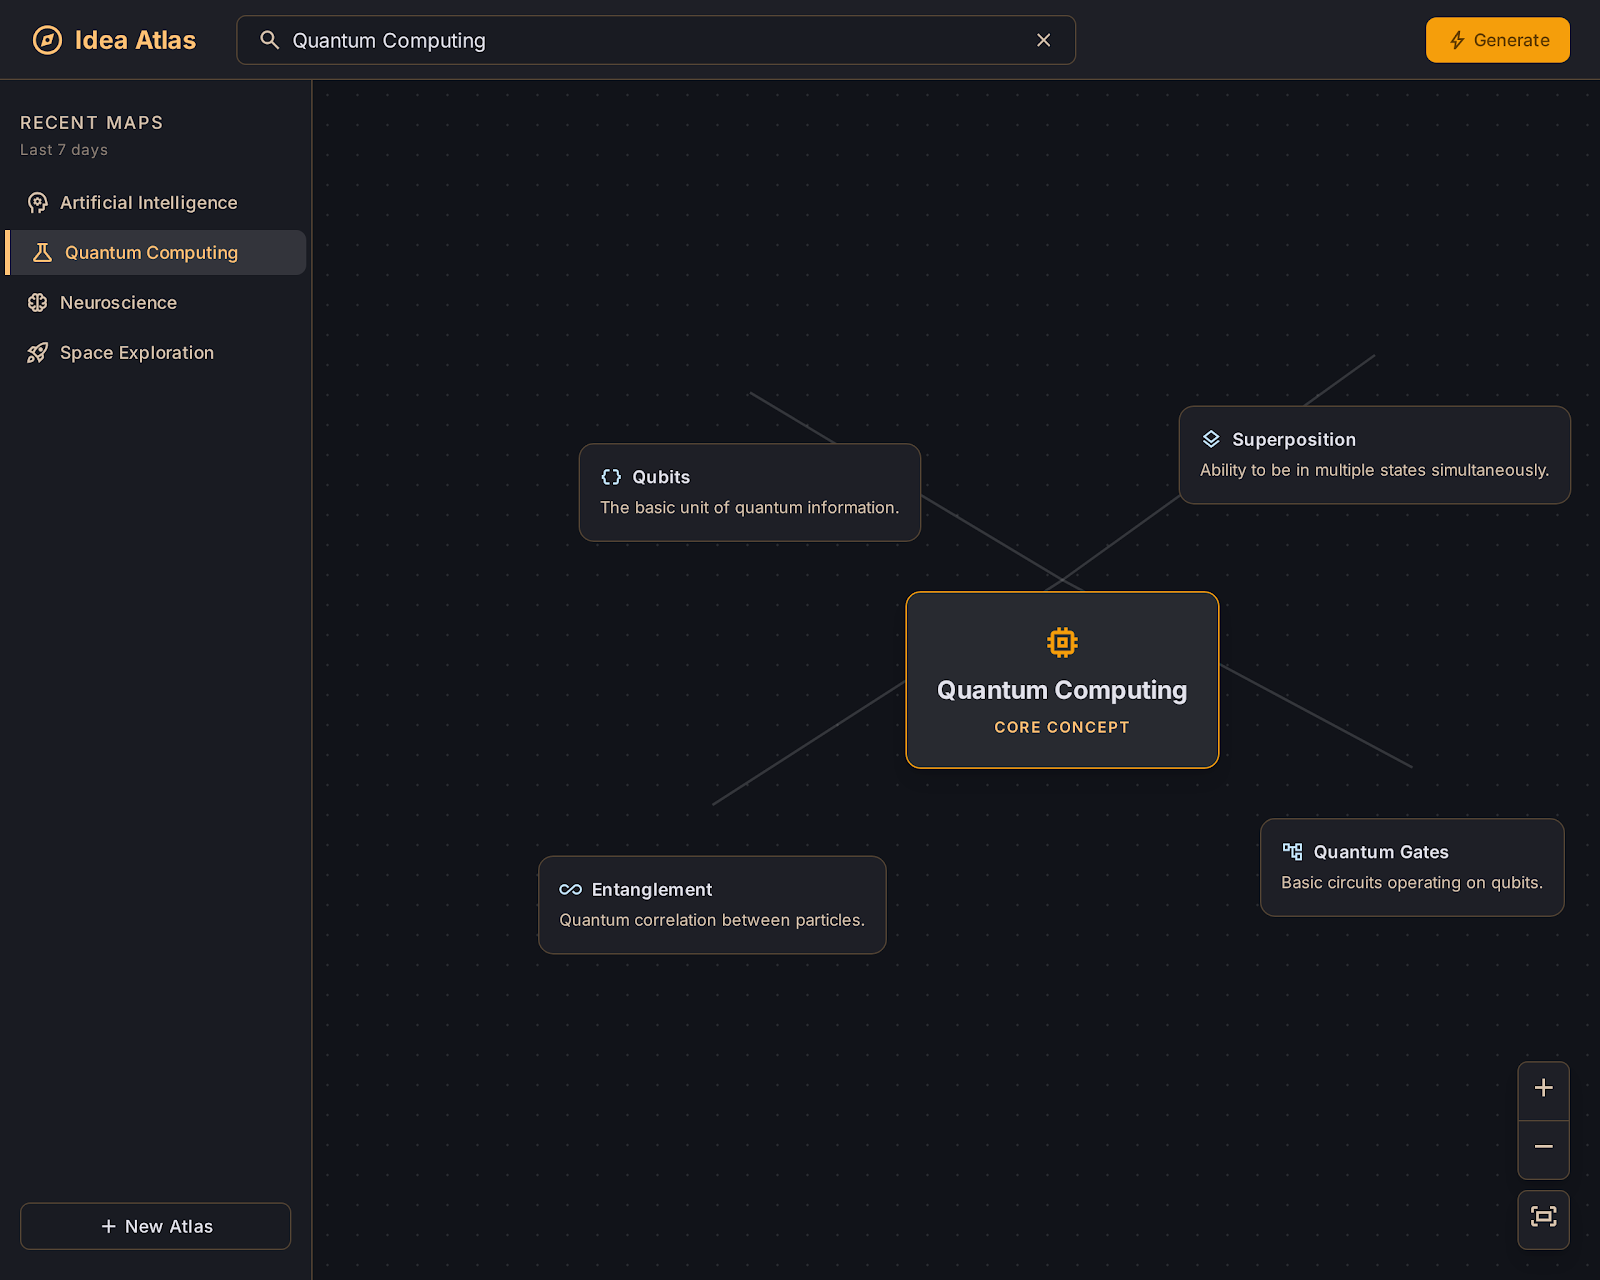 Idea Atlas
Quantum Computing
Generate
RECENT MAPS
Last 7 days
Artificial Intelligence
Quantum Computing
Neuroscience
Space Exploration
Superposition
Ability to be in multiple states simultaneously.
Qubits
The basic unit of quantum information.
Quantum Computing
CORE CONCEPT
Quantum Gates
Basic circuits operating on qubits.
Entanglement
Quantum correlation between particles.
New Atlas